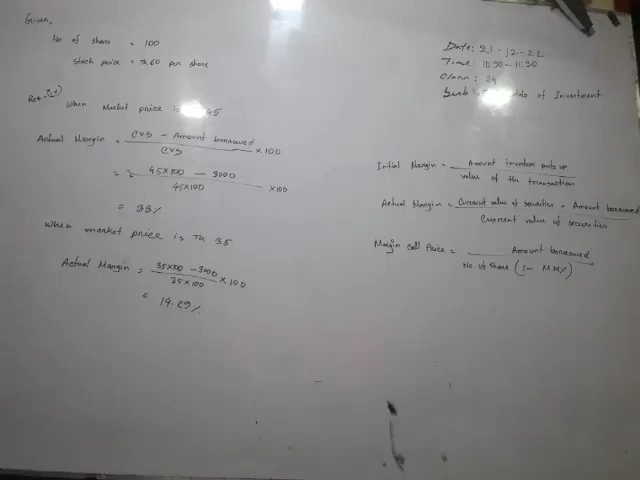 Given,
No of share = 100
Stock price = Tk 60 per share
When Market price is 45
Actual Margin = CVS - Amount borrowed / CVS × 100
= 45×100 - 3000 / 45×100 × 100
= 33%
When market price is Tk 35
Actual Margin = 35×100 - 3000 / 35×100 × 100
= 14.29%
Date: 21-12-22
Time: 10:30-11:30
Class: 29
Sub: of Investment
Initial Margin = Amount investor puts up / value of the transaction
Actual Margin = Current value of securities - Amount borrowed / Current value of securities
Margin Call Price = Amount borrowed / No. of share (1 - MM%)